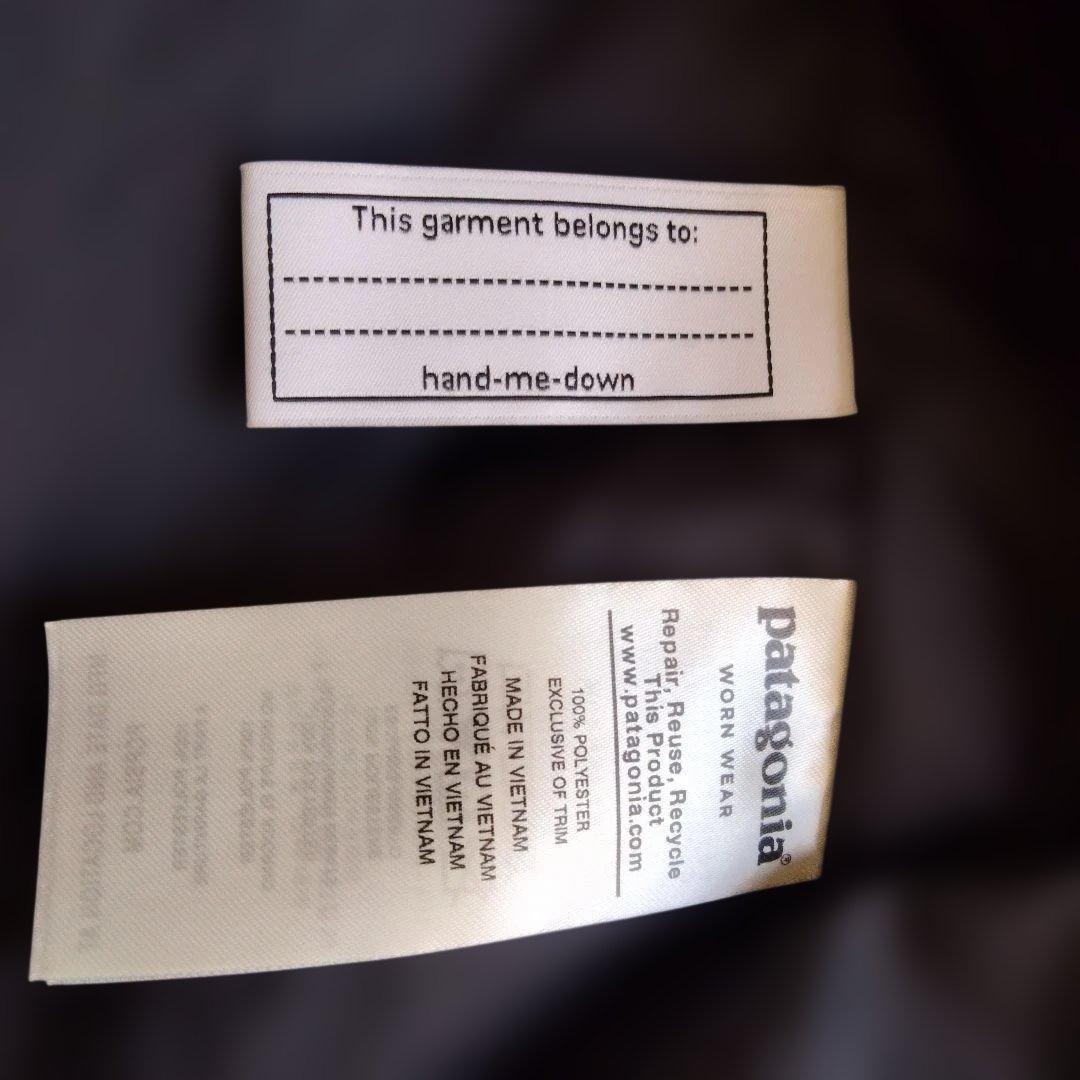 This garment belongs to:
hand-me-down
patagonia®
WORN WEAR
Repair, Reuse, Recycle
This Product
www.patagonia.com
100% POLYESTER
EXCLUSIVE OF TRIM
MADE IN VIETNAM
FABRIQUÉ AU VIETNAM
HECHO EN VIETNAM
FATTO IN VIETNAM